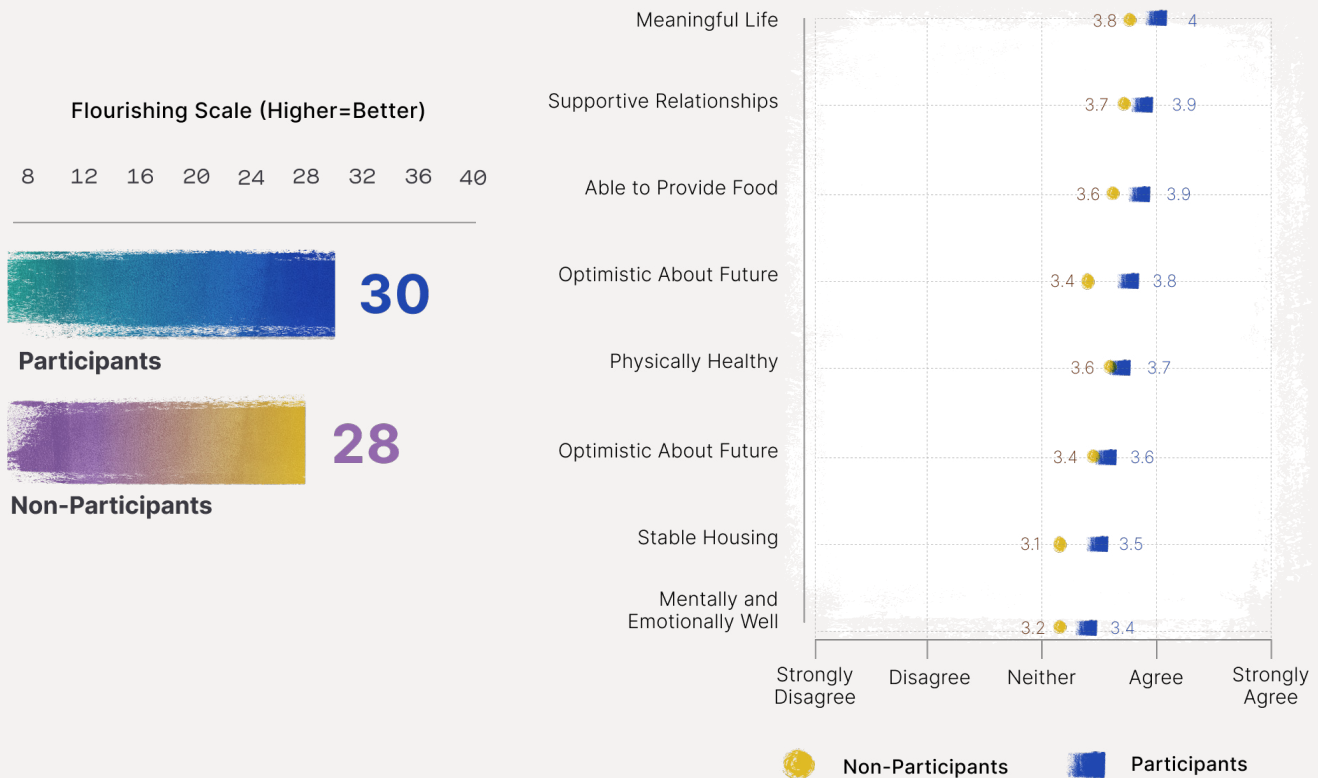 Flourishing Scale (Higher=Better)
8 12 16 20 24 28 32 36 40
30
Participants
28
Non-Participants
Meaningful Life 3.8 4
Supportive Relationships 3.7 3.9
Able to Provide Food 3.6 3.9
Optimistic About Future 3.4 3.8
Physically Healthy 3.6 3.7
Optimistic About Future 3.4 3.6
Stable Housing 3.1 3.5
Mentally and
Emotionally Well 3.2 3.4
Strongly
Disagree
Disagree
Neither
Agree
Strongly
Agree
Non-Participants
Participants